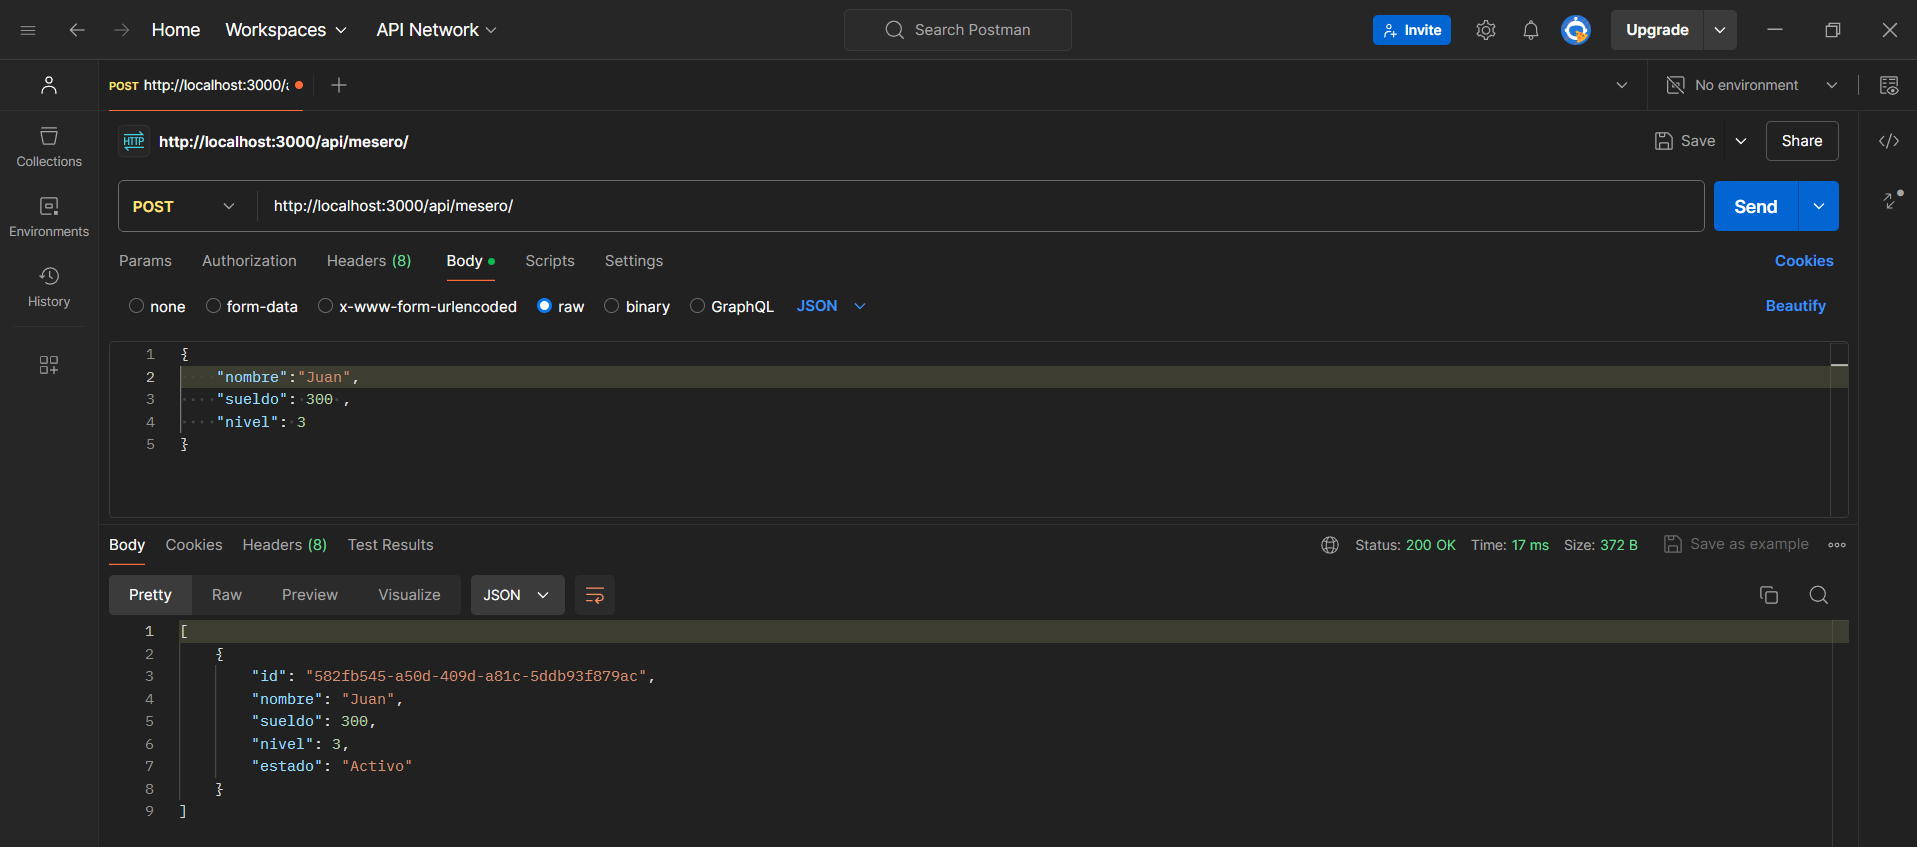 Home Workspaces API Network Search Postman Invite Upgrade
POST http://localhost:3000/a No environment
Collections
Environments
History
HTTP http://localhost:3000/api/mesero/ Save Share
POST http://localhost:3000/api/mesero/ Send
Params Authorization Headers (8) Body Scripts Settings Cookies
none form-data x-www-form-urlencoded raw binary GraphQL JSON Beautify
1 {
2 "nombre":"Juan",
3 "sueldo": 300 ,
4 "nivel": 3
5 }
Body Cookies Headers (8) Test Results Status: 200 OK Time: 17 ms Size: 372 B Save as example
Pretty Raw Preview Visualize JSON
1 [
2 {
3 "id": "582fb545-a50d-409d-a81c-5ddb93f879ac",
4 "nombre": "Juan",
5 "sueldo": 300,
6 "nivel": 3,
7 "estado": "Activo"
8 }
9 ]